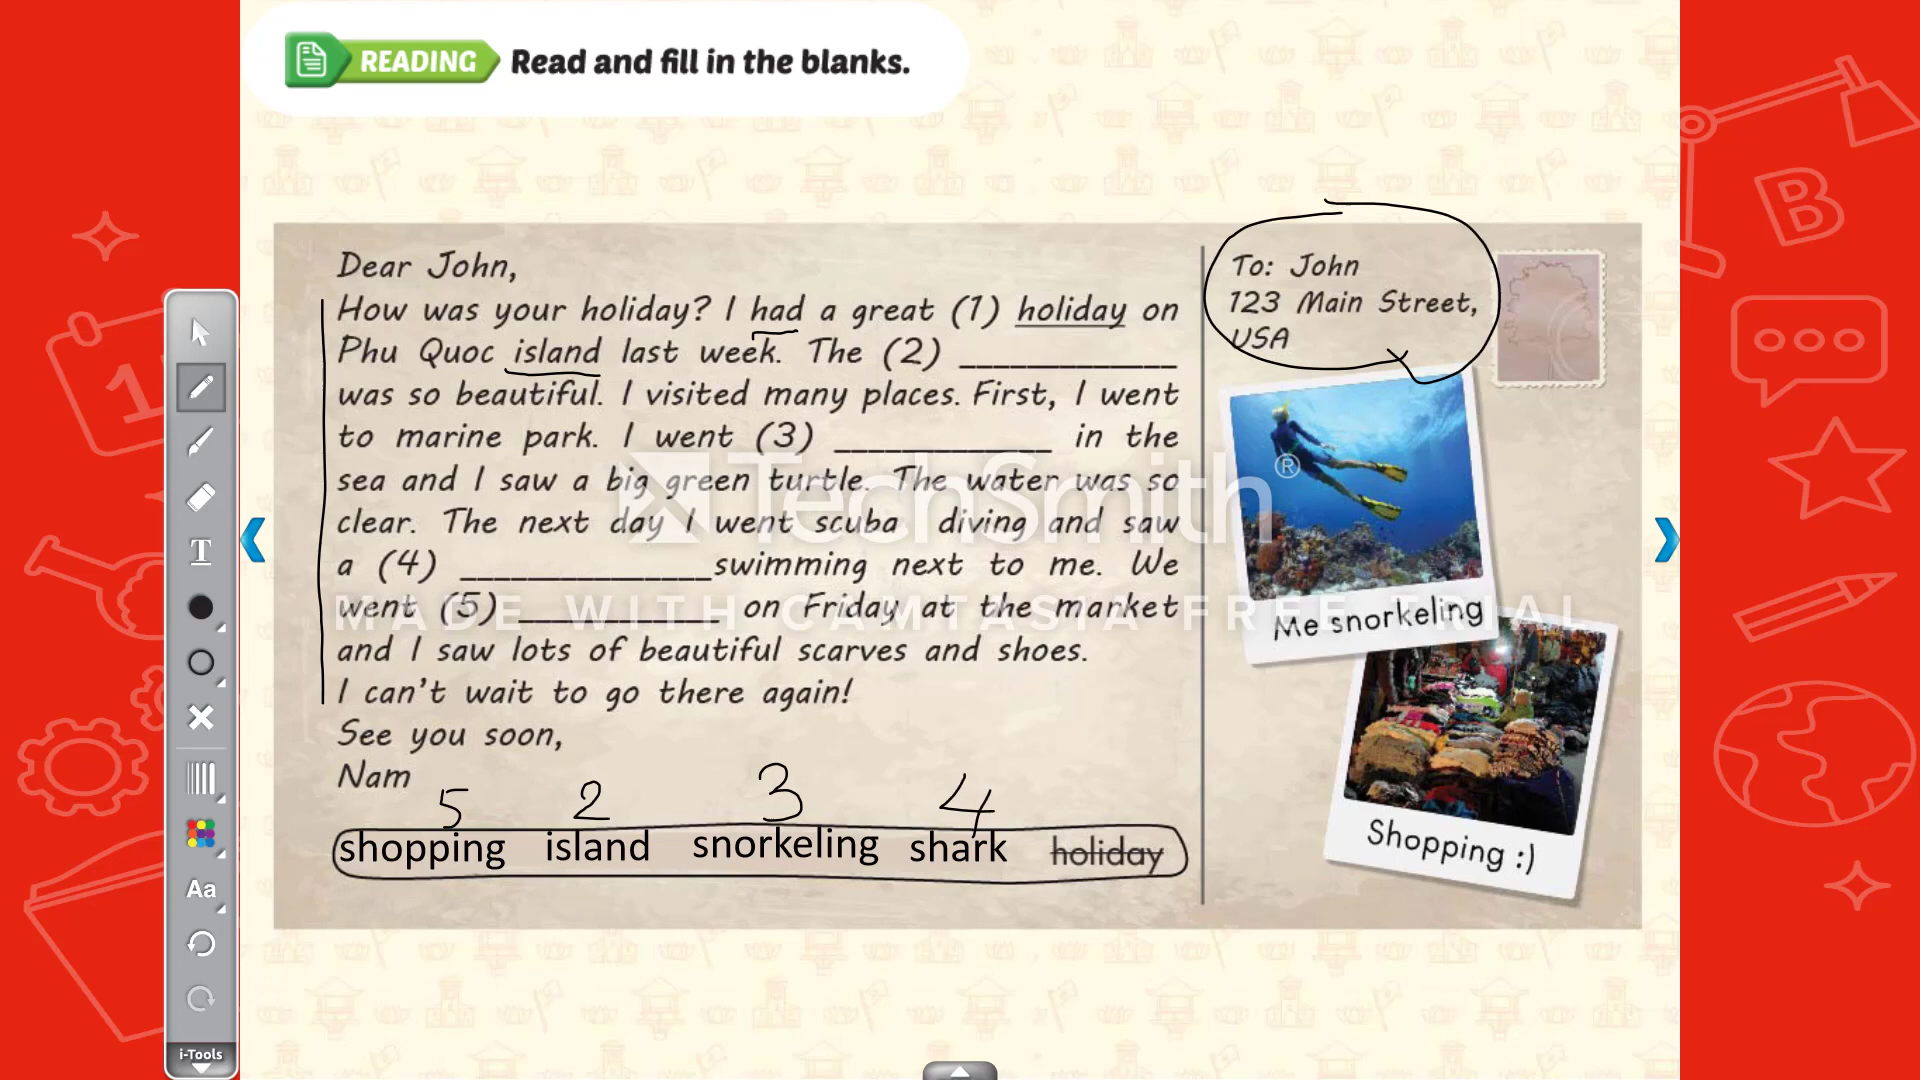 READING Read and fill in the blanks.
Dear John,
How was your holiday? I had a great (1) holiday on
Phu Quoc island last week. The (2) _____________
was so beautiful. I visited many places. First, I went
to marine park. I went (3) _____________ in the
sea and I saw a big green turtle. The water was so
clear. The next day I went scuba diving and saw
a (4) _______________swimming next to me. We
went (5) ____________ on Friday at the market
and I saw lots of beautiful scarves and shoes.
I can't wait to go there again!
See you soon,
Nam
5 2 3 4
shopping island snorkeling shark holiday
To: John
123 Main Street,
USA
Me snorkeling
Shopping :)
TechSmith®
MADE WITH CAMTASIA FREE TRIAL
T
Aa
i-Tools
1
B